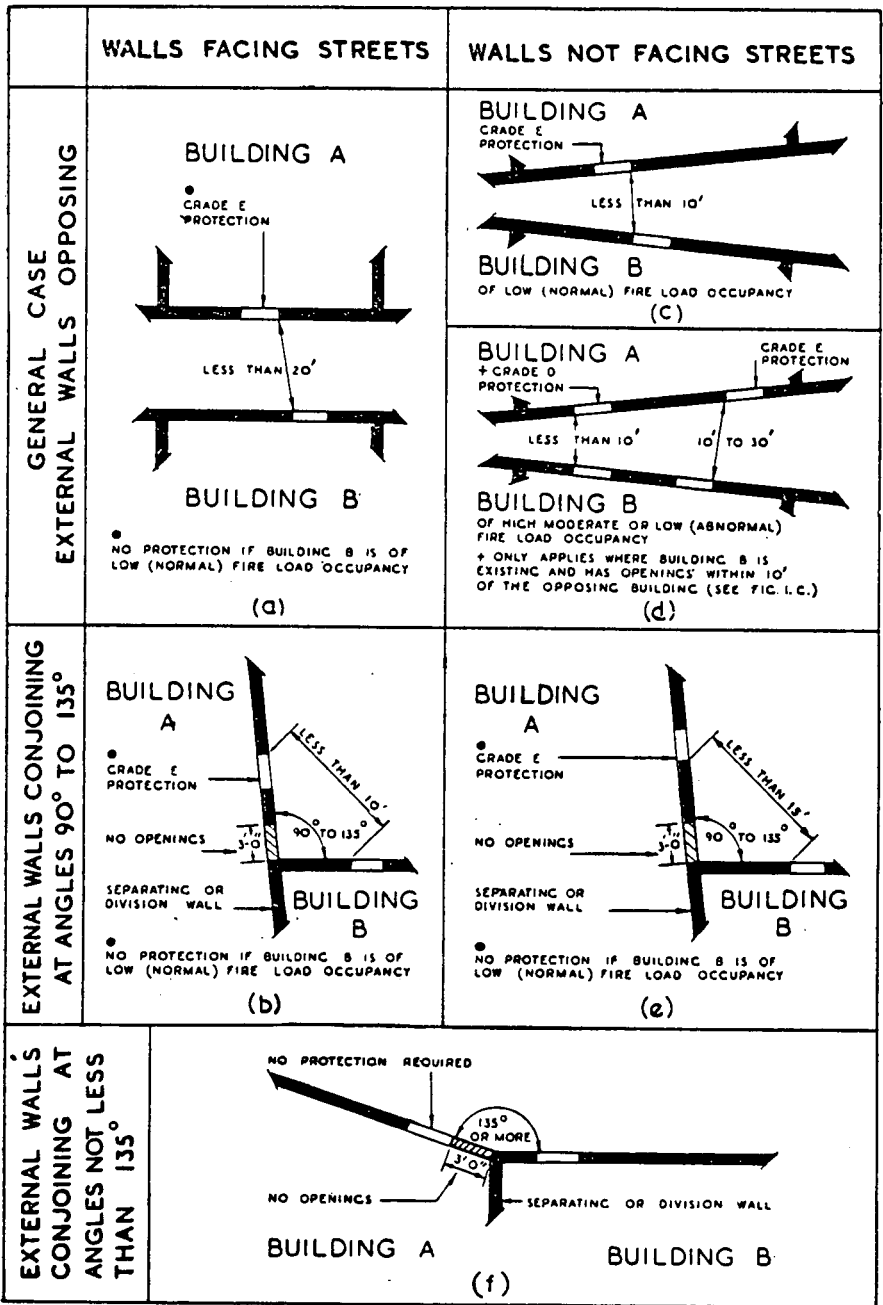 WALLS FACING STREETS
WALLS NOT FACING STREETS
GENERAL CASE
EXTERNAL WALLS OPPOSING
BUILDING A
GRADE E
PROTECTION
LESS THAN 20'
BUILDING B
NO PROTECTION IF BUILDING B IS OF
LOW (NORMAL) FIRE LOAD OCCUPANCY
(a)
BUILDING A
GRADE E
PROTECTION
LESS THAN 10'
BUILDING B
OF LOW (NORMAL) FIRE LOAD OCCUPANCY
(c)
BUILDING A
+ GRADE D
PROTECTION
GRADE E
PROTECTION
LESS THAN 10'
10' TO 30'
BUILDING B
OF HIGH MODERATE OR LOW (ABNORMAL)
FIRE LOAD OCCUPANCY
+ ONLY APPLIES WHERE BUILDING B IS
EXISTING AND HAS OPENINGS WITHIN 10'
OF THE OPPOSING BUILDING (SEE FIG. I. C.)
(d)
EXTERNAL WALLS CONJOINING
AT ANGLES 90° TO 135°
BUILDING
A
GRADE E
PROTECTION
LESS THAN 10'
NO OPENINGS
3'-0"
90° TO 135°
SEPARATING OR
DIVISION WALL
BUILDING
B
NO PROTECTION IF BUILDING B IS OF
LOW (NORMAL) FIRE LOAD OCCUPANCY
(b)
BUILDING
A
GRADE E
PROTECTION
LESS THAN 15'
NO OPENINGS
3'-0"
90° TO 135°
SEPARATING OR
DIVISION WALL
BUILDING
B
NO PROTECTION IF BUILDING B IS OF
LOW (NORMAL) FIRE LOAD OCCUPANCY
(e)
EXTERNAL WALLS
CONJOINING AT
ANGLES NOT LESS
THAN 135°
NO PROTECTION REQUIRED
135°
OR MORE
3'0"
NO OPENINGS
SEPARATING OR DIVISION WALL
BUILDING A
BUILDING B
(f)